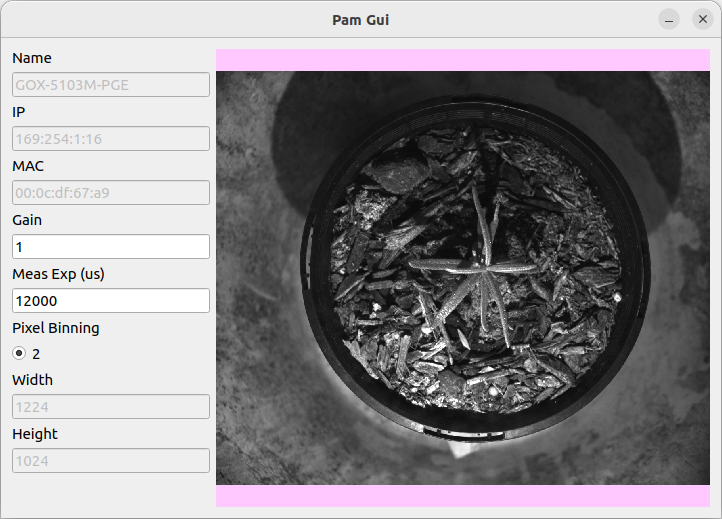 Pam Gui
Name
GOX-5103M-PGE
IP
169:254:1:16
MAC
00:0c:df:67:a9
Gain
1
Meas Exp (us)
12000
Pixel Binning
2
Width
1224
Height
1024